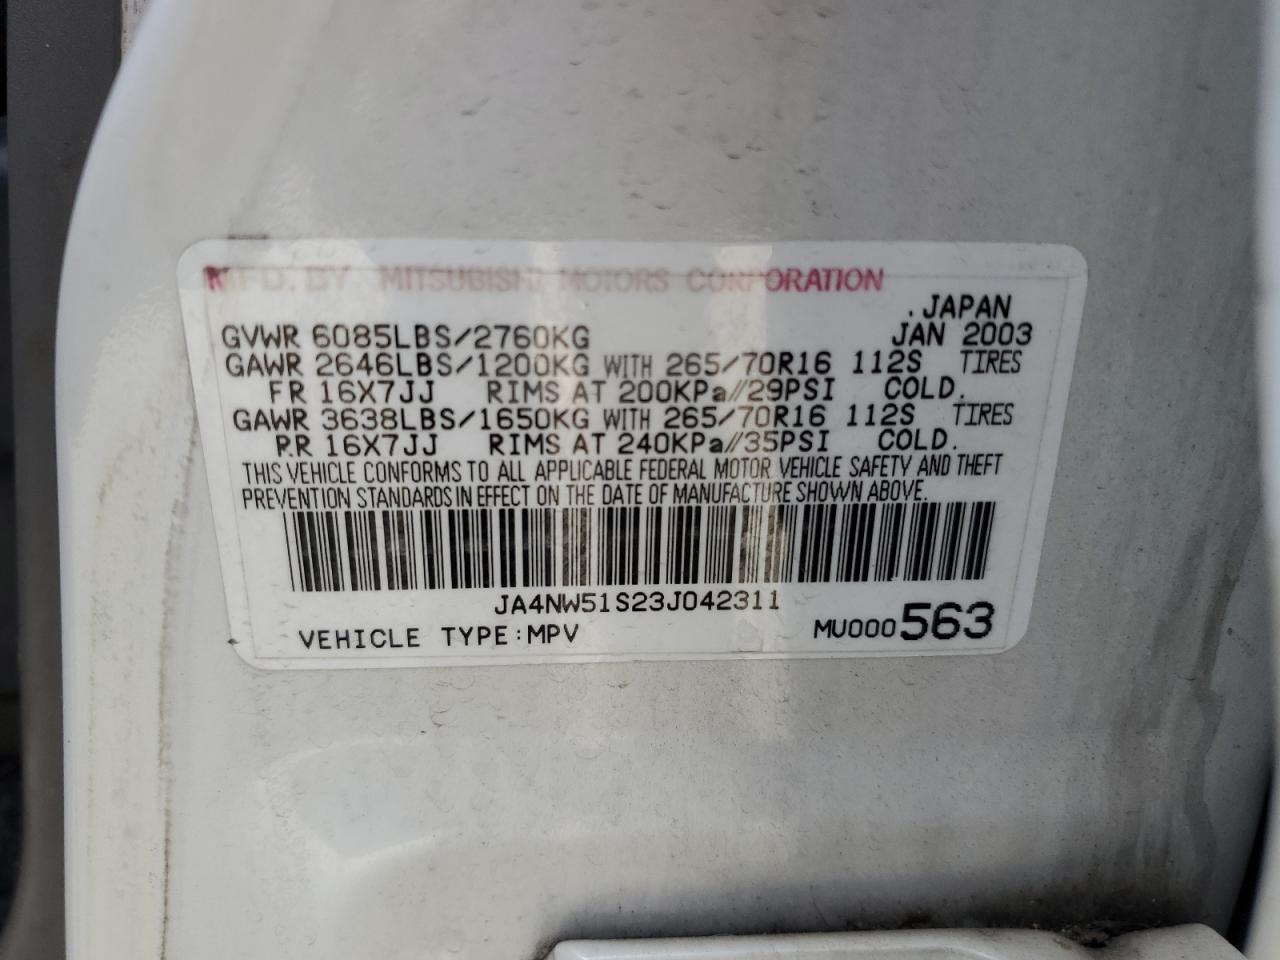 MFD. BY MITSUBISHI MOTORS CORPORATION
.JAPAN
GVWR 6085LBS/2760KG JAN 2003
GAWR 2646LBS/1200KG WITH 265/70R16 112S TIRES
FR 16X7JJ RIMS AT 200KPa//29PSI COLD.
GAWR 3638LBS/1650KG WITH 265/70R16 112S TIRES
RR 16X7JJ RIMS AT 240KPa//35PSI COLD.
THIS VEHICLE CONFORMS TO ALL APPLICABLE FEDERAL MOTOR VEHICLE SAFETY AND THEFT
PREVENTION STANDARDS IN EFFECT ON THE DATE OF MANUFACTURE SHOWN ABOVE.
JA4NW51S23J042311
VEHICLE TYPE:MPV MU000563